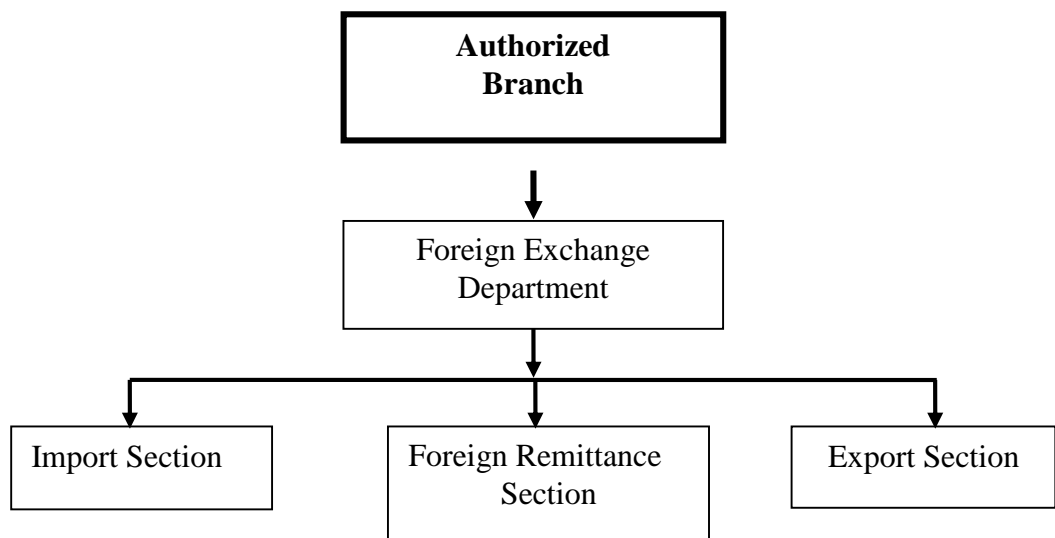 Authorized
Branch
Foreign Exchange
Department
Import Section
Foreign Remittance
Section
Export Section